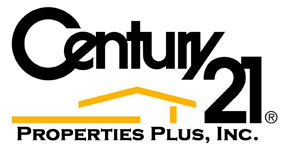 Century
21®
PROPERTIES PLUS, INC.